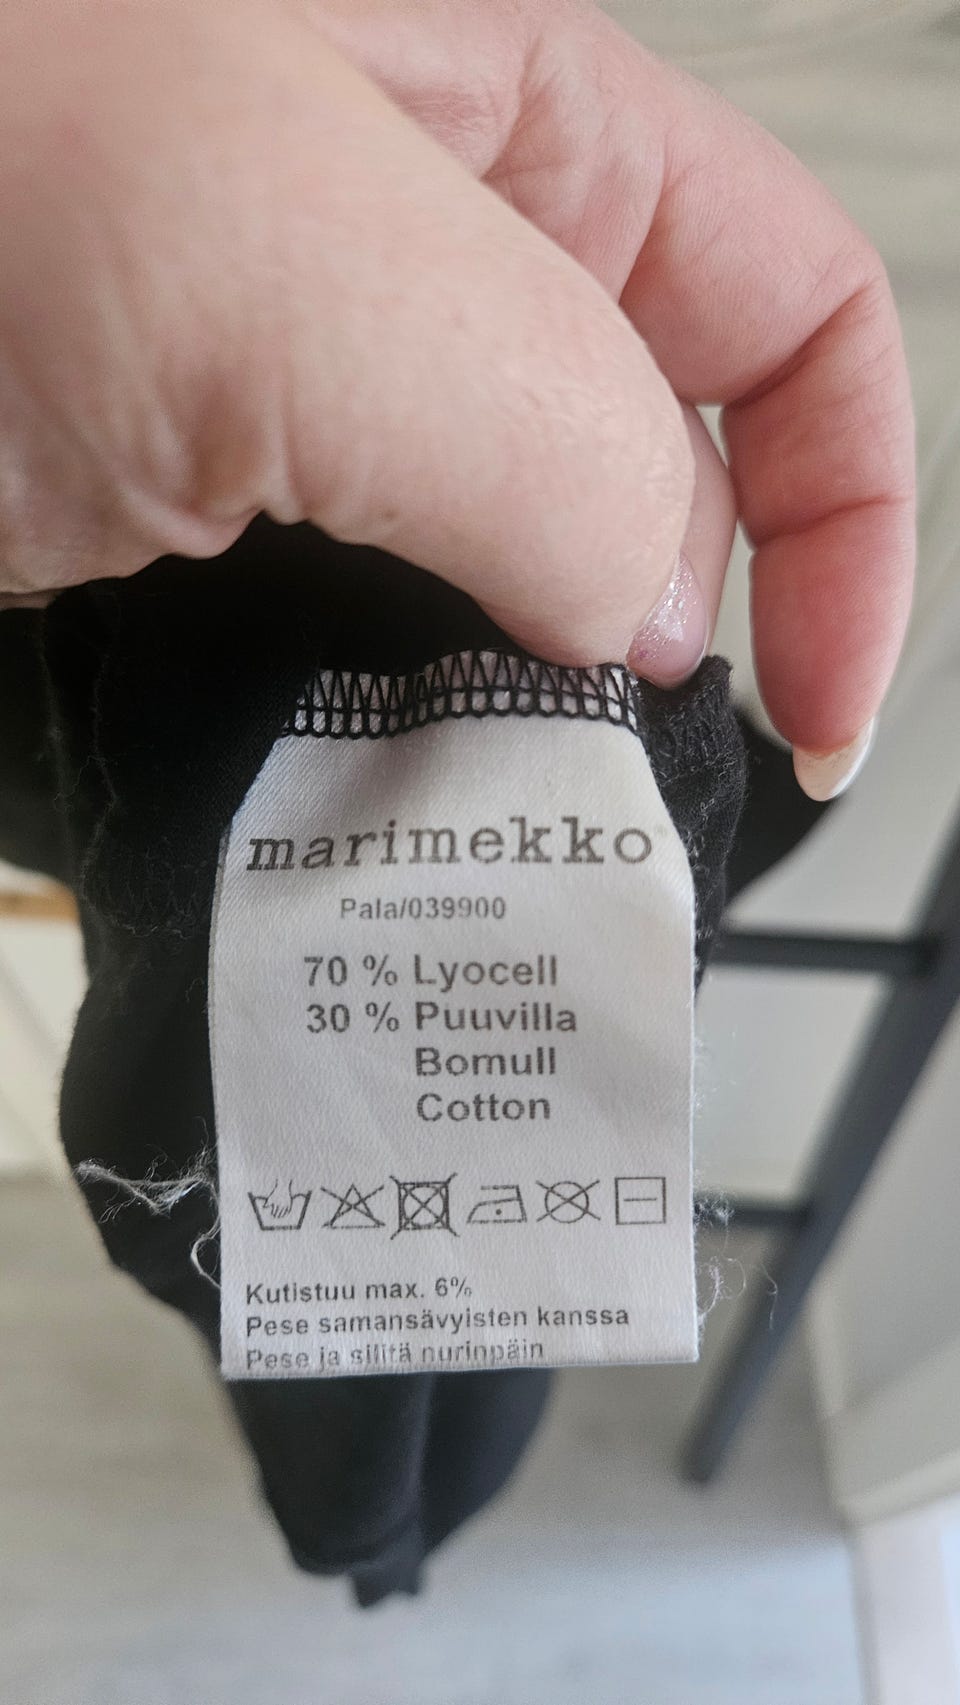 marimekko
Pala/039900
70 % Lyocell
30 % Puuvilla
Bomull
Cotton
Kutistuu max. 6%
Pese samansävyisten kanssa
Pese ja silitä nurinpäin